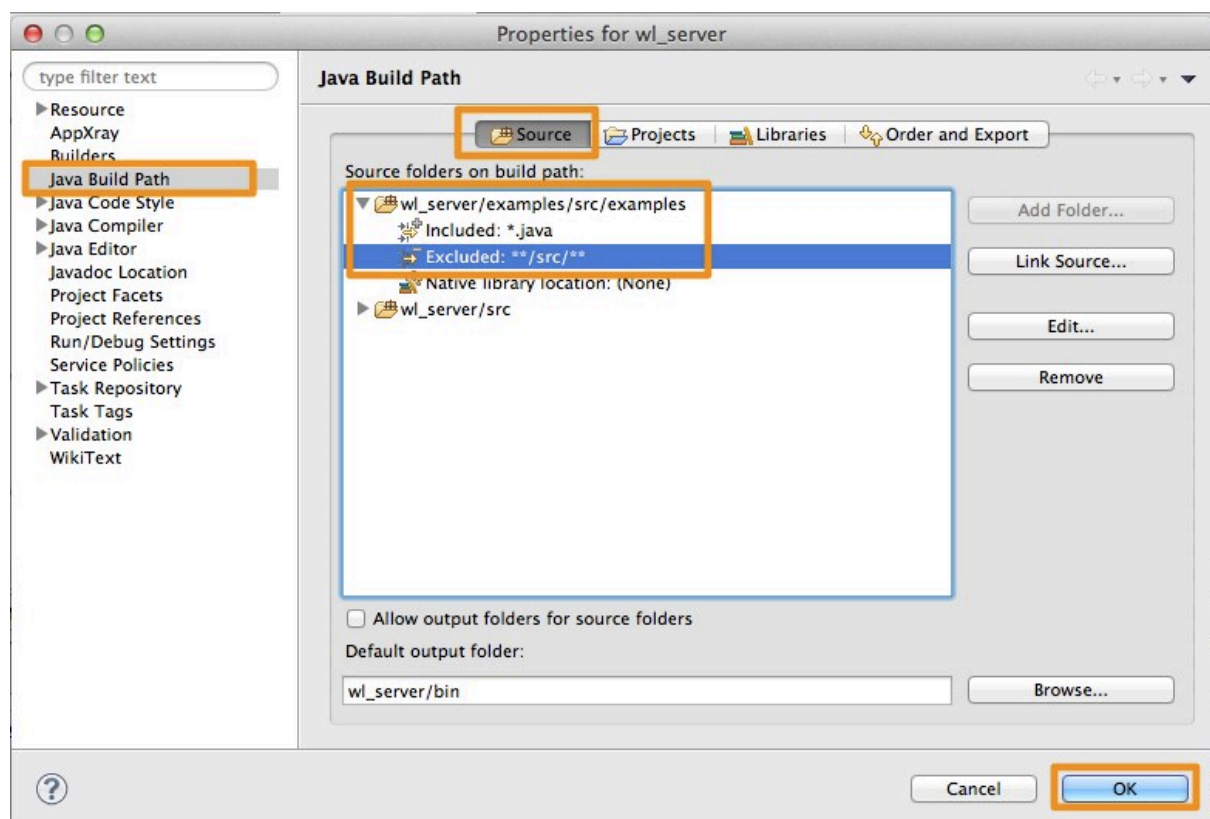 Properties for wl_server
type filter text
Resource
AppXray
Builders
Java Build Path
Java Code Style
Java Compiler
Java Editor
Javadoc Location
Project Facets
Project References
Run/Debug Settings
Service Policies
Task Repository
Task Tags
Validation
WikiText
Java Build Path
Source Projects Libraries Order and Export
Source folders on build path:
wl_server/examples/src/examples
Included: *.java
Excluded: **/src/**
Native library location: (None)
wl_server/src
Add Folder...
Link Source...
Edit...
Remove
Allow output folders for source folders
Default output folder:
wl_server/bin
Browse...
?
Cancel OK